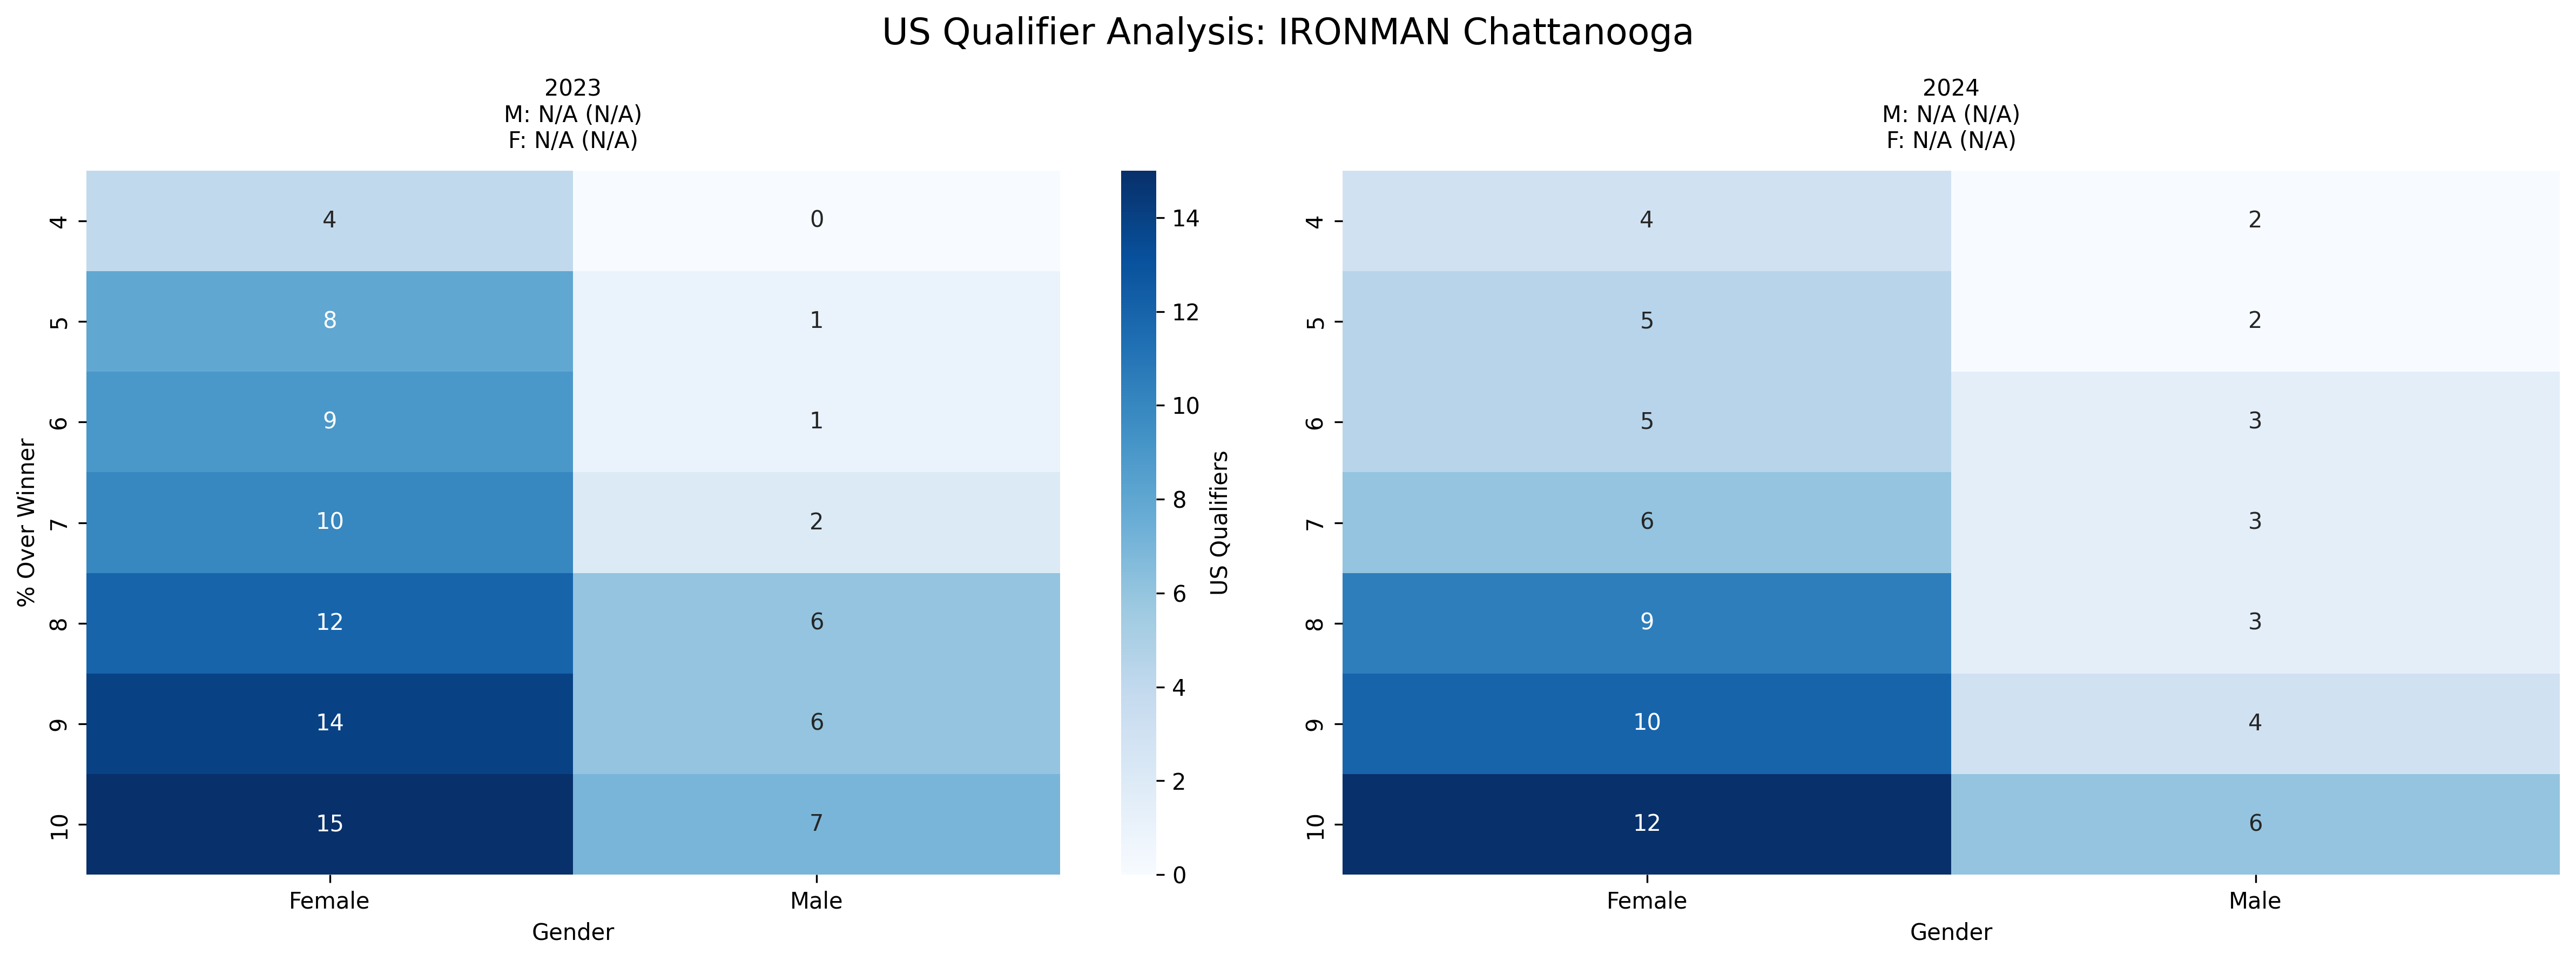 US Qualifier Analysis: IRONMAN Chattanooga
2023
M: N/A (N/A)
F: N/A (N/A)
% Over Winner
4 4 0
5 8 1
6 9 1
7 10 2
8 12 6
9 14 6
10 15 7
Female Male
Gender
14
12
10
8
6
4
2
0
US Qualifiers
2024
M: N/A (N/A)
F: N/A (N/A)
4 4 2
5 5 2
6 5 3
7 6 3
8 9 3
9 10 4
10 12 6
Female Male
Gender